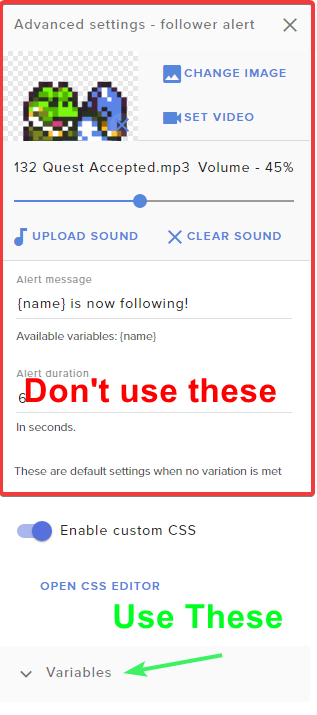 Advanced settings - follower alert
CHANGE IMAGE
SET VIDEO
132 Quest Accepted.mp3 Volume - 45%
UPLOAD SOUND CLEAR SOUND
Alert message
{name} is now following!
Available variables: {name}
Alert duration
6
Don't use these
In seconds.
These are default settings when no variation is met
Enable custom CSS
OPEN CSS EDITOR
Use These
Variables